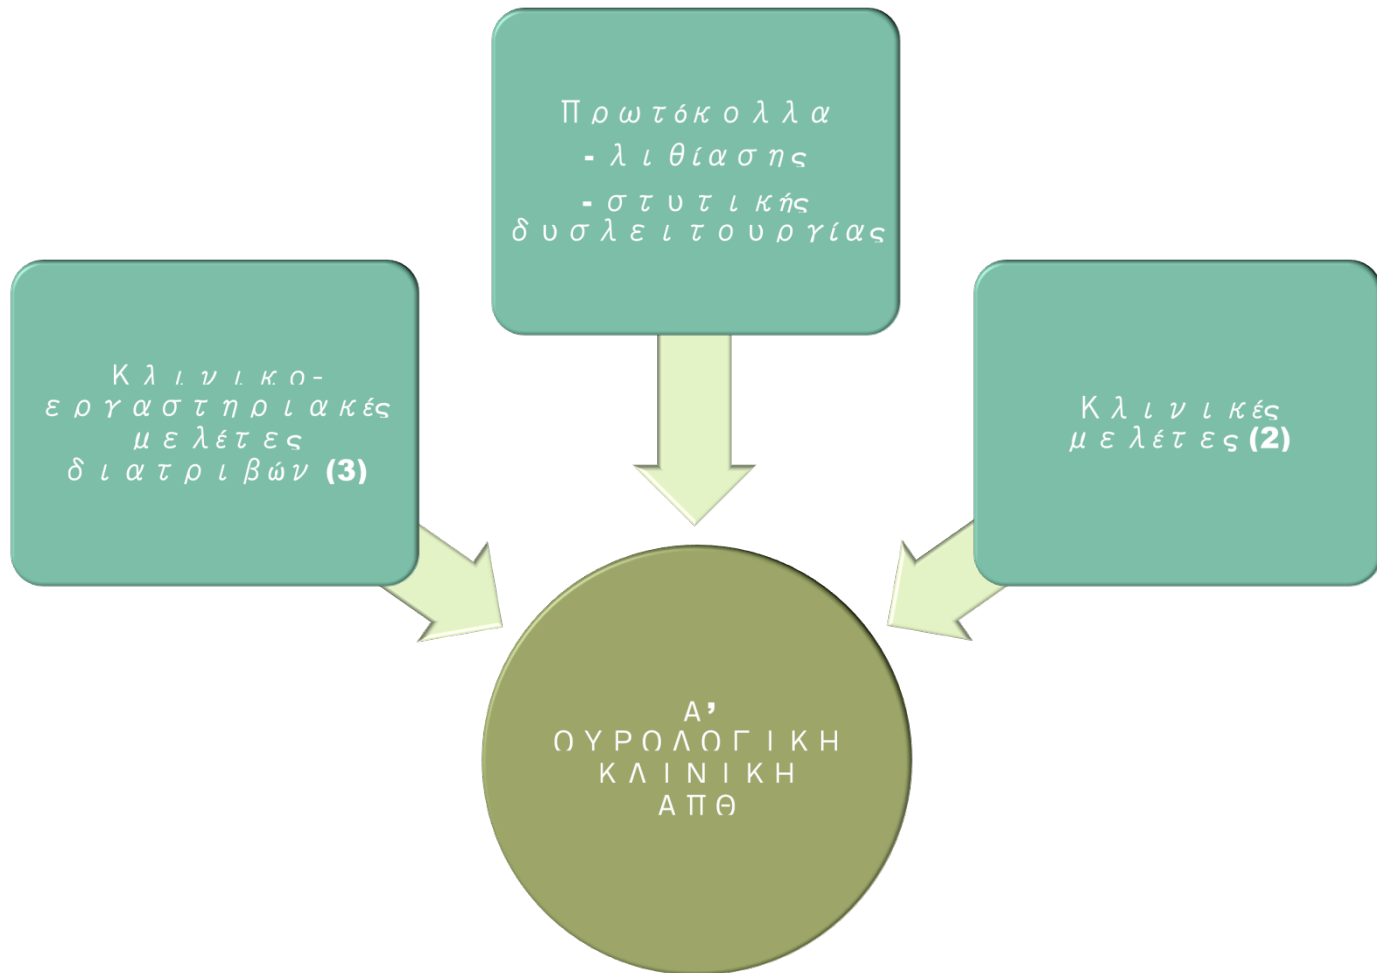 Πρωτόκολλα
- λιθίασης
- στυτικής
δυσλειτουργίας
Κλινικο-
εργαστηριακές
μελέτες
διατριβών (3)
Κλινικές
μελέτες (2)
Α’
ΟΥΡΟΛΟΓΙΚΗ
ΚΛΙΝΙΚΗ
ΑΠΘ